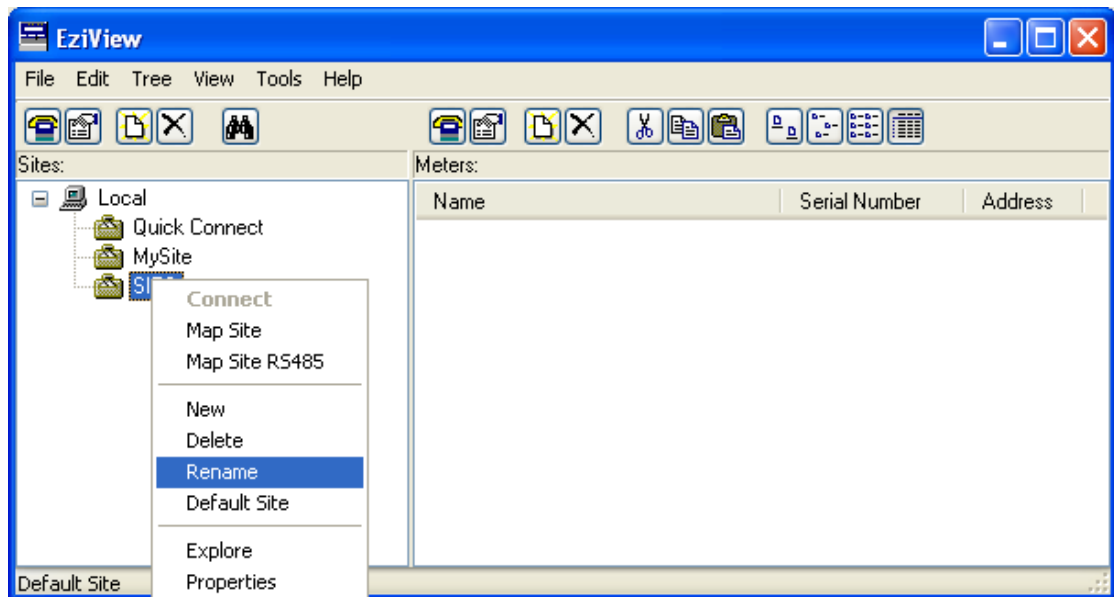 EziView
File Edit Tree View Tools Help
Sites:
Meters:
Local
Quick Connect
MySite
Name Serial Number Address
Connect
Map Site
Map Site RS485
New
Delete
Rename
Default Site
Explore
Properties
Default Site